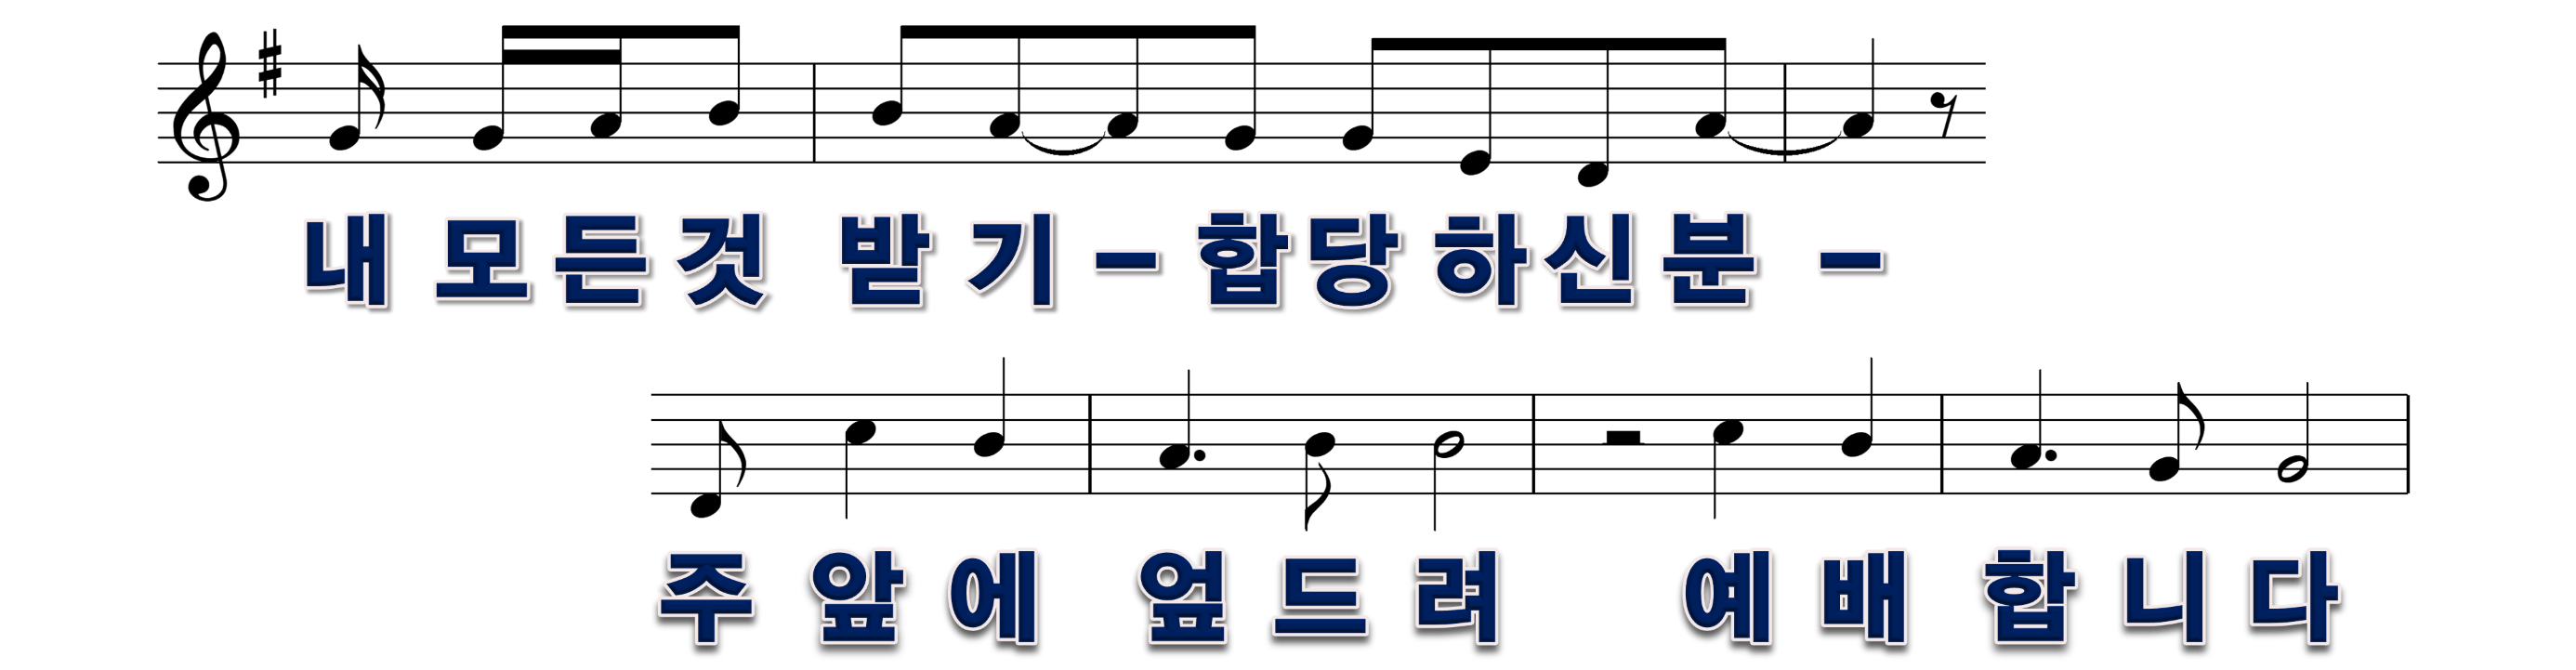 내 모든것 받 기 - 합당 하신분 -
주 앞 에 엎 드 려 예 배 합 니 다